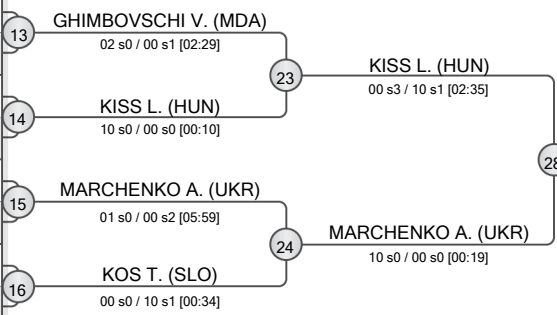 GHIMBOVSCHI V. (MDA)
13
02 s0 / 00 s1 [02:29]
23
KISS L. (HUN)
00 s3 / 10 s1 [02:35]
KISS L. (HUN)
14
10 s0 / 00 s0 [00:10]
28
MARCHENKO A. (UKR)
15
01 s0 / 00 s2 [05:59]
24
MARCHENKO A. (UKR)
10 s0 / 00 s0 [00:19]
KOS T. (SLO)
16
00 s0 / 10 s1 [00:34]